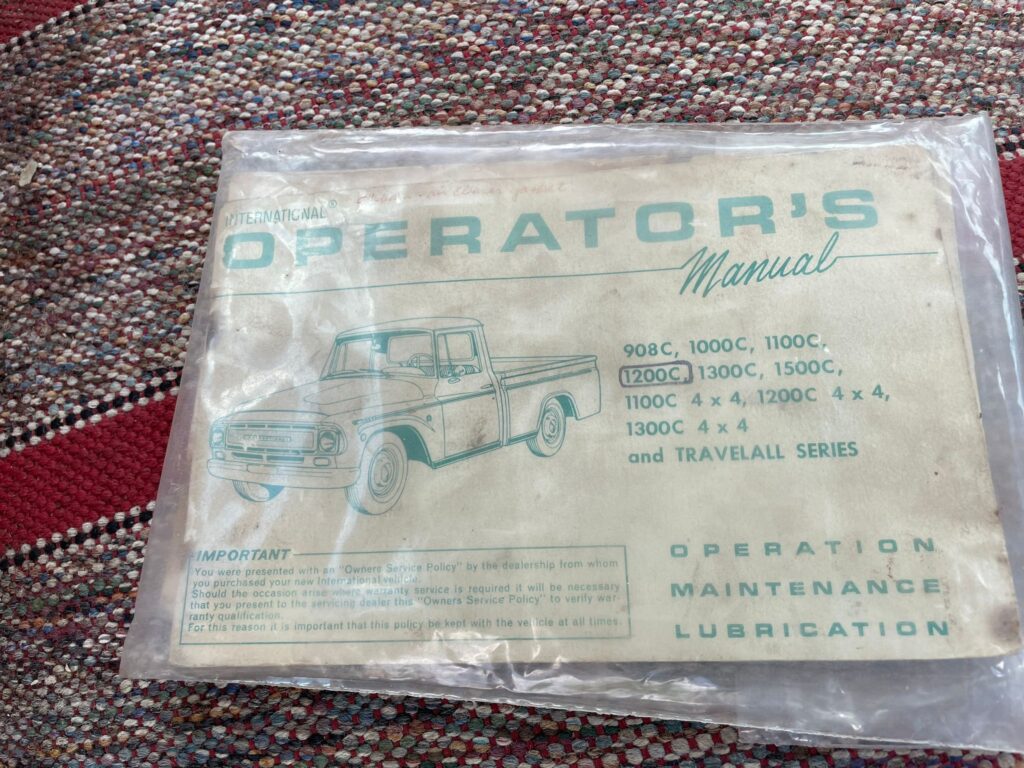 air cleaner gasket
INTERNATIONAL®
OPERATOR'S
Manual
908C, 1000C, 1100C,
1200C, 1300C, 1500C,
1100C 4 x 4, 1200C 4 x 4,
1300C 4 x 4
and TRAVELALL SERIES
IMPORTANT
You were presented with an "Owners Service Policy" by the dealership from whom
you purchased your new International vehicle.
Should the occasion arise where warranty service is required it will be necessary
that you present to the servicing dealer this "Owners Service Policy" to verify war-
ranty qualification.
For this reason it is important that this policy be kept with the vehicle at all times.
OPERATION
MAINTENANCE
LUBRICATION